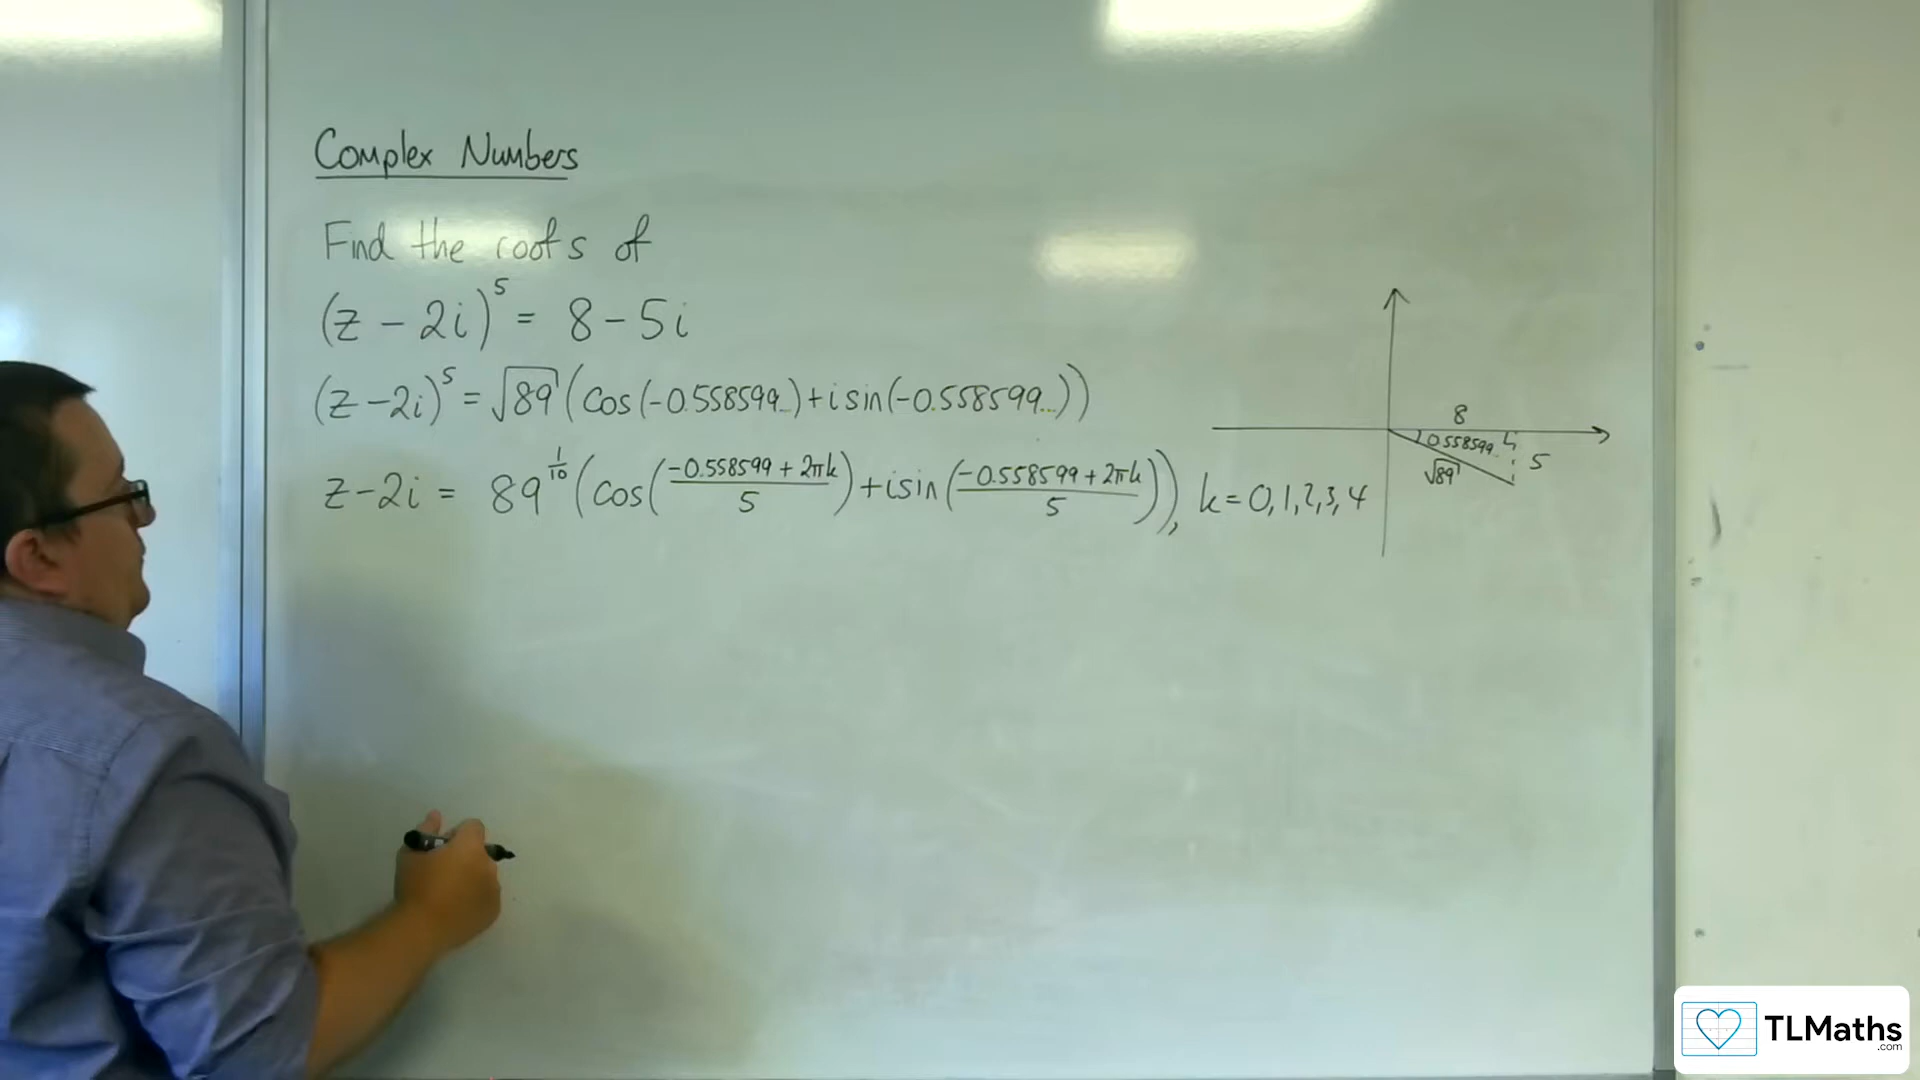 Complex Numbers
Find the roots of
(z - 2i)⁵ = 8 - 5i
(z - 2i)⁵ = √89 (cos(-0.558599...) + i sin(-0.558599...))
z - 2i = 89^(1/10) (cos((-0.558599 + 2πk)/5) + i sin((-0.558599 + 2πk)/5)), k = 0, 1, 2, 3, 4
8
0.558599...
5
√89
TLMaths
.com